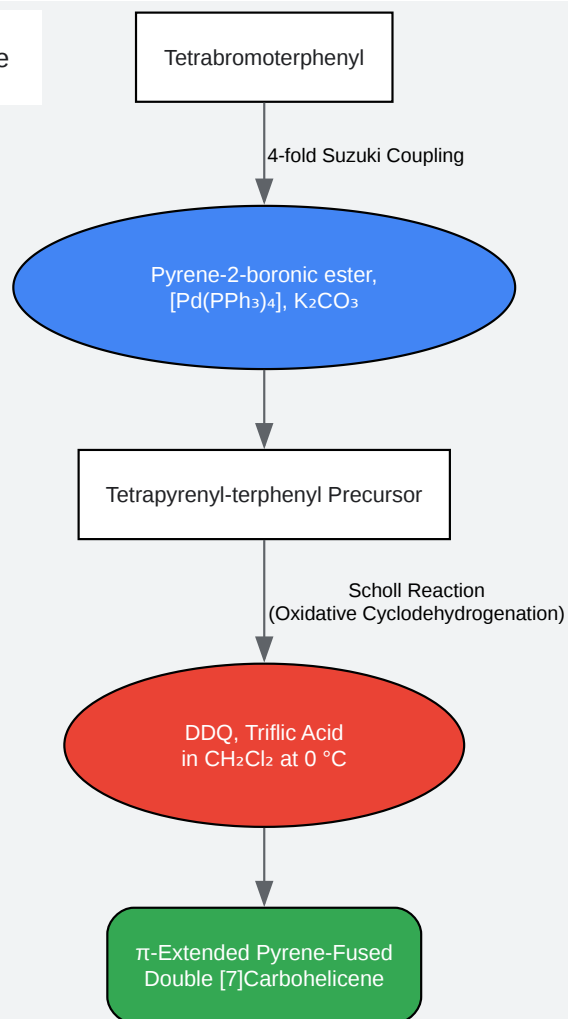 Tetrabromoterphenyl
4-fold Suzuki Coupling
Pyrene-2-boronic ester,
[Pd(PPh₃)₄], K₂CO₃
Tetrapyrenyl-terphenyl Precursor
Scholl Reaction
(Oxidative Cyclodehydrogenation)
DDQ, Triflic Acid
in CH₂Cl₂ at 0 °C
π-Extended Pyrene-Fused
Double [7]Carbohelicene